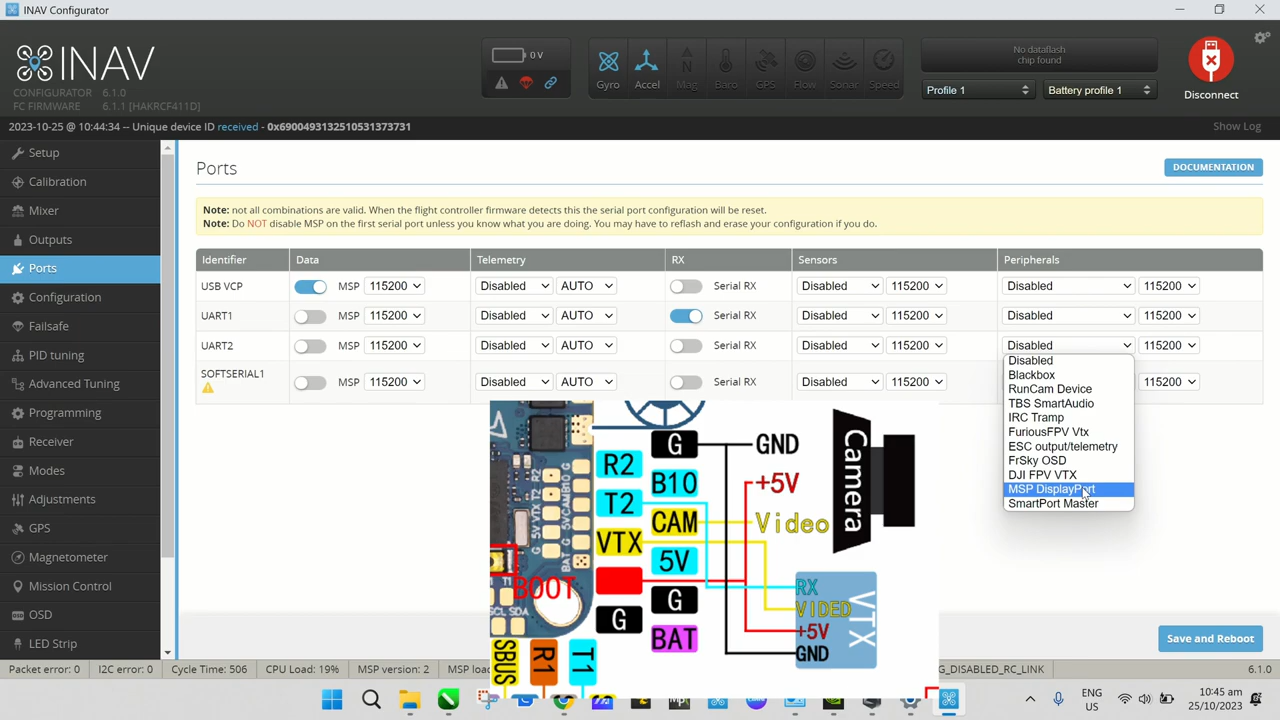 INAV Configurator
INAV
CONFIGURATOR 6.1.0
FC FIRMWARE 6.1.1 [HAKRCF411D]
0 V
Gyro Accel Mag Baro GPS Flow Sonar Speed
No dataflash
chip found
Profile 1 Battery profile 1
Disconnect
2023-10-25 @ 10:44:34 -- Unique device ID received - 0x6900493132510531373731
Show Log
Setup
Calibration
Mixer
Outputs
Ports
Configuration
Failsafe
PID tuning
Advanced Tuning
Programming
Receiver
Modes
Adjustments
GPS
Magnetometer
Mission Control
OSD
LED Strip
Ports
DOCUMENTATION
Note: not all combinations are valid. When the flight controller firmware detects this the serial port configuration will be reset.
Note: Do NOT disable MSP on the first serial port unless you know what you are doing. You may have to reflash and erase your configuration if you do.
Identifier Data Telemetry RX Sensors Peripherals
USB VCP MSP 115200 Disabled AUTO Serial RX Disabled 115200 Disabled 115200
UART1 MSP 115200 Disabled AUTO Serial RX Disabled 115200 Disabled 115200
UART2 MSP 115200 Disabled AUTO Serial RX Disabled 115200 Disabled 115200
SOFTSERIAL1 MSP 115200 Disabled AUTO Serial RX Disabled 115200 115200
Disabled
Blackbox
RunCam Device
TBS SmartAudio
IRC Tramp
FuriousFPV Vtx
ESC output/telemetry
FrSky OSD
DJI FPV VTX
MSP DisplayPort
SmartPort Master
G GND
R2
B10 +5V
T2
CAM Video
VTX
5V
BOOT
G
G
BAT
Camera
RX
VIDEO
+5V
GND
VTX
SCL SDA
SBUS R1 T1
Save and Reboot
Packet error: 0 I2C error: 0 Cycle Time: 506 CPU Load: 19% MSP version: 2 MSP loa G_DISABLED_RC_LINK 6.1.0
ENG
US
10:45 am
25/10/2023